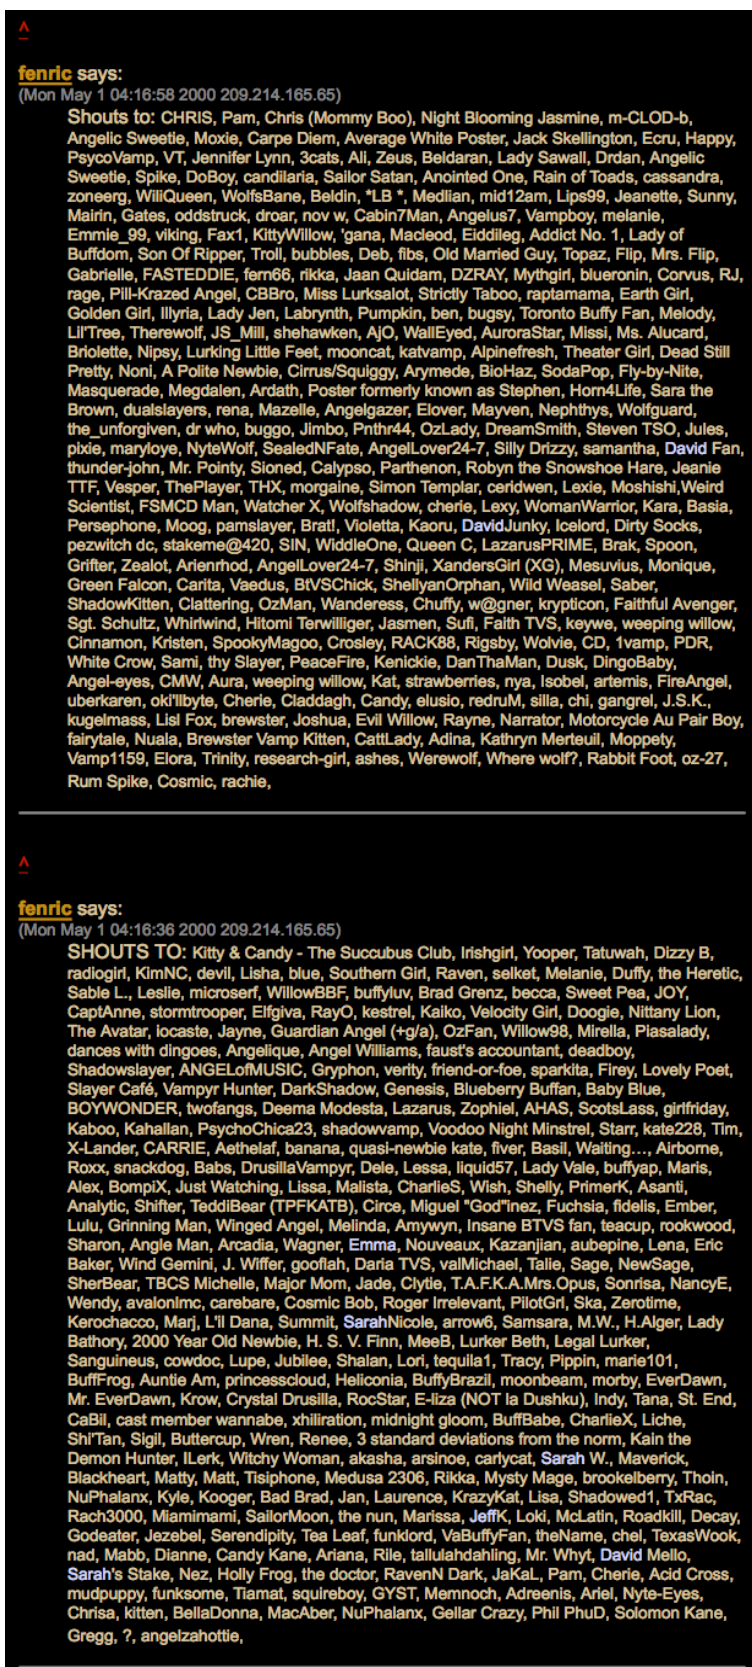 ^
fenric says:
(Mon May 1 04:16:58 2000 209.214.165.65)
Shouts to: CHRIS, Pam, Chris (Mommy Boo), Night Blooming Jasmine, m-CLOD-b,
Angelic Sweetie, Moxie, Carpe Diem, Average White Poster, Jack Skellington, Ecru, Happy,
PsycoVamp, VT, Jennifer Lynn, 3cats, Ali, Zeus, Beldaran, Lady Sawall, Drdan, Angelic
Sweetie, Spike, DoBoy, candilaria, Sailor Satan, Anointed One, Rain of Toads, cassandra,
zoneerg, WiliQueen, WolfsBane, Beldin, *LB *, Medlian, mid12am, Lips99, Jeanette, Sunny,
Mairin, Gates, oddstruck, droar, nov w, Cabin7Man, Angelus7, Vampboy, melanie,
Emmie_99, viking, Fax1, KittyWillow, 'gana, Macleod, Eiddileg, Addict No. 1, Lady of
Buffdom, Son Of Ripper, Troll, bubbles, Deb, fibs, Old Married Guy, Topaz, Flip, Mrs. Flip,
Gabrielle, FASTEDDIE, fern66, rikka, Jaan Quidam, DZRAY, Mythgirl, blueronin, Corvus, RJ,
rage, Pill-Krazed Angel, CBBro, Miss Lurksalot, Strictly Taboo, raptamama, Earth Girl,
Golden Girl, Illyria, Lady Jen, Labrynth, Pumpkin, ben, bugsy, Toronto Buffy Fan, Melody,
Lil'Tree, Therewolf, JS_Mill, shehawken, AjO, WallEyed, AuroraStar, Missi, Ms. Alucard,
Briolette, Nipsy, Lurking Little Feet, mooncat, katvamp, Alpinefresh, Theater Girl, Dead Still
Pretty, Noni, A Polite Newbie, Cirrus/Squiggy, Arymede, BioHaz, SodaPop, Fly-by-Nite,
Masquerade, Megdalen, Ardath, Poster formerly known as Stephen, Horn4Life, Sara the
Brown, dualslayers, rena, Mazelle, Angelgazer, Elover, Mayven, Nephthys, Wolfguard,
the_unforgiven, dr who, buggo, Jimbo, Pnthr44, OzLady, DreamSmith, Steven TSO, Jules,
pixie, maryloye, NyteWolf, SealedNFate, AngelLover24-7, Silly Drizzy, samantha, David Fan,
thunder-john, Mr. Pointy, Sioned, Calypso, Parthenon, Robyn the Snowshoe Hare, Jeanie
TTF, Vesper, ThePlayer, THX, morgaine, Simon Templar, ceridwen, Lexie, Moshishi,Weird
Scientist, FSMCD Man, Watcher X, Wolfshadow, cherie, Lexy, WomanWarrior, Kara, Basia,
Persephone, Moog, pamslayer, Brat!, Violetta, Kaoru, DavidJunky, Icelord, Dirty Socks,
pezwitch dc, stakeme@420, SIN, WiddleOne, Queen C, LazarusPRIME, Brak, Spoon,
Grifter, Zealot, Arienrhod, AngelLover24-7, Shinji, XandersGirl (XG), Mesuvius, Monique,
Green Falcon, Carita, Vaedus, BtVSChick, ShellyanOrphan, Wild Weasel, Saber,
ShadowKitten, Clattering, OzMan, Wanderess, Chuffy, w@gner, krypticon, Faithful Avenger,
Sgt. Schultz, Whirlwind, Hitomi Terwilliger, Jasmen, Sufi, Faith TVS, keywe, weeping willow,
Cinnamon, Kristen, SpookyMagoo, Crosley, RACK88, Rigsby, Wolvie, CD, 1vamp, PDR,
White Crow, Sami, thy Slayer, PeaceFire, Kenickie, DanThaMan, Dusk, DingoBaby,
Angel-eyes, CMW, Aura, weeping willow, Kat, strawberries, nya, Isobel, artemis, FireAngel,
uberkaren, oki'llbyte, Cherie, Claddagh, Candy, elusio, redruM, silla, chi, gangrel, J.S.K.,
kugelmass, Lisl Fox, brewster, Joshua, Evil Willow, Rayne, Narrator, Motorcycle Au Pair Boy,
fairytale, Nuala, Brewster Vamp Kitten, CattLady, Adina, Kathryn Merteuil, Moppety,
Vamp1159, Elora, Trinity, research-girl, ashes, Werewolf, Where wolf?, Rabbit Foot, oz-27,
Rum Spike, Cosmic, rachie,
^
fenric says:
(Mon May 1 04:16:36 2000 209.214.165.65)
SHOUTS TO: Kitty & Candy - The Succubus Club, Irishgirl, Yooper, Tatuwah, Dizzy B,
radiogirl, KimNC, devil, Lisha, blue, Southern Girl, Raven, selket, Melanie, Duffy, the Heretic,
Sable L., Leslie, microserf, WillowBBF, buffyluv, Brad Grenz, becca, Sweet Pea, JOY,
CaptAnne, stormtrooper, Elfgiva, RayO, kestrel, Kaiko, Velocity Girl, Doogie, Nittany Lion,
The Avatar, iocaste, Jayne, Guardian Angel (+g/a), OzFan, Willow98, Mirella, Plasalady,
dances with dingoes, Angelique, Angel Williams, faust's accountant, deadboy,
Shadowslayer, ANGELofMUSIC, Gryphon, verity, friend-or-foe, sparkita, Firey, Lovely Poet,
Slayer Café, Vampyr Hunter, DarkShadow, Genesis, Blueberry Buffan, Baby Blue,
BOYWONDER, twofangs, Deema Modesta, Lazarus, Zophiel, AHAS, ScotsLass, girlfriday,
Kaboo, Kahallan, PsychoChica23, shadowvamp, Voodoo Night Minstrel, Starr, kate228, Tim,
X-Lander, CARRIE, Aethelaf, banana, quasi-newbie kate, fiver, Basil, Waiting…, Airborne,
Roxx, snackdog, Babs, DrusillaVampyr, Dele, Lessa, liquid57, Lady Vale, buffyap, Maris,
Alex, BompiX, Just Watching, Lissa, Malista, CharlieS, Wish, Shelly, PrimerK, Asanti,
Analytic, Shifter, TeddiBear (TPFKATB), Circe, Miguel "God"inez, Fuchsia, fidelis, Ember,
Lulu, Grinning Man, Winged Angel, Melinda, Amywyn, Insane BTVS fan, teacup, rookwood,
Sharon, Angle Man, Arcadia, Wagner, Emma, Nouveaux, Kazanjian, aubepine, Lena, Eric
Baker, Wind Gemini, J. Wiffer, gooflah, Daria TVS, valMichael, Talie, Sage, NewSage,
SherBear, TBCS Michelle, Major Mom, Jade, Clytie, T.A.F.K.A.Mrs.Opus, Sonrisa, NancyE,
Wendy, avalonlmc, carebare, Cosmic Bob, Roger Irrelevant, PilotGrl, Ska, Zerotime,
Kerochacco, Marj, L'il Dana, Summit, SarahNicole, arrow6, Samsara, M.W., H.Alger, Lady
Bathory, 2000 Year Old Newbie, H. S. V. Finn, MeeB, Lurker Beth, Legal Lurker,
Sanguineus, cowdoc, Lupe, Jubilee, Shalan, Lori, tequila1, Tracy, Pippin, marie101,
BuffFrog, Auntie Am, princesscloud, Heliconia, BuffyBrazil, moonbeam, morby, EverDawn,
Mr. EverDawn, Krow, Crystal Drusilla, RocStar, E-liza (NOT la Dushku), Indy, Tana, St. End,
CaBil, cast member wannabe, xhiliration, midnight gloom, BuffBabe, CharlieX, Liche,
Shi'Tan, Sigil, Buttercup, Wren, Renee, 3 standard deviations from the norm, Kain the
Demon Hunter, ILerk, Witchy Woman, akasha, arsinoe, carlycat, Sarah W., Maverick,
Blackheart, Matty, Matt, Tisiphone, Medusa 2306, Rikka, Mysty Mage, brookelberry, Thoin,
NuPhalanx, Kyle, Kooger, Bad Brad, Jan, Laurence, KrazyKat, Lisa, Shadowed1, TxRac,
Rach3000, Miamimami, SailorMoon, the nun, Marissa, JeffK, Loki, McLatin, Roadkill, Decay,
Godeater, Jezebel, Serendipity, Tea Leaf, funklord, VaBuffyFan, theName, chel, TexasWook,
nad, Mabb, Dianne, Candy Kane, Ariana, Rile, tallulahdahling, Mr. Whyt, David Mello,
Sarah's Stake, Nez, Holly Frog, the doctor, RavenN Dark, JaKaL, Pam, Cherie, Acid Cross,
mudpuppy, funksome, Tiamat, squireboy, GYST, Memnoch, Adreenis, Ariel, Nyte-Eyes,
Chrisa, kitten, BellaDonna, MacAber, NuPhalanx, Gellar Crazy, Phil PhuD, Solomon Kane,
Gregg, ?, angelzahottie,